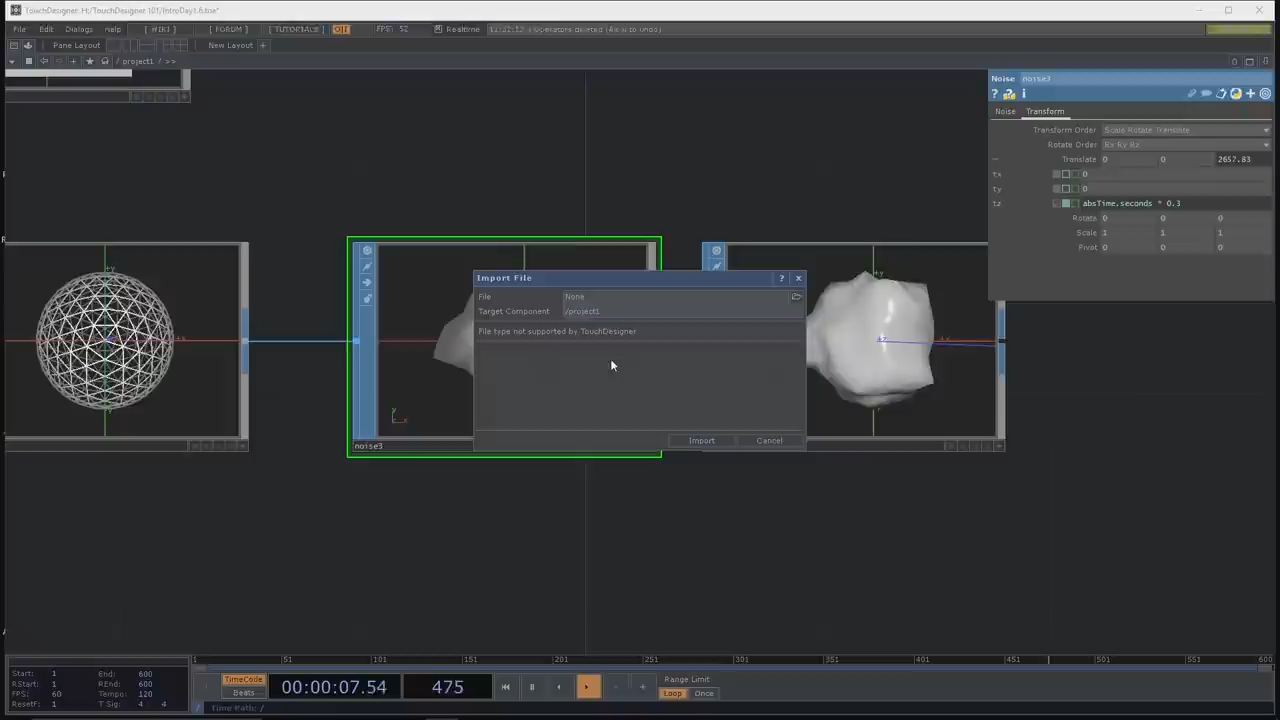 TouchDesigner: H:/TouchDesigner 101/IntroDay1.6.toe*
File Edit Dialogs Help [ WIKI ] [ FORUM ] [ TUTORIALS ] OII FPS: 52 Realtime operators deleted (Alt-z to undo)
Pane Layout New Layout +
/ project1 / >>
Noise noise3
? i
Noise Transform
Transform Order Scale Rotate Translate
Rotate Order Rx Ry Rz
Translate 0 0 2657.83
tx 0
ty 0
tz absTime.seconds * 0.3
Rotate 0 0 0
Scale 1 1 1
Pivot 0 0 0
Import File ? x
File None
Target Component /project1
File type not supported by TouchDesigner
Import Cancel
noise3
1 51 101 151 251 301 351 401 451 501 551 600
Start: 1 End: 600
RStart: 1 REnd: 600
FPS: 60 Tempo: 120
ResetF: 1 T Sig: 4 4
TimeCode
Beats
00:00:07.54
475
Range Limit
Loop Once
/ Time Path: /